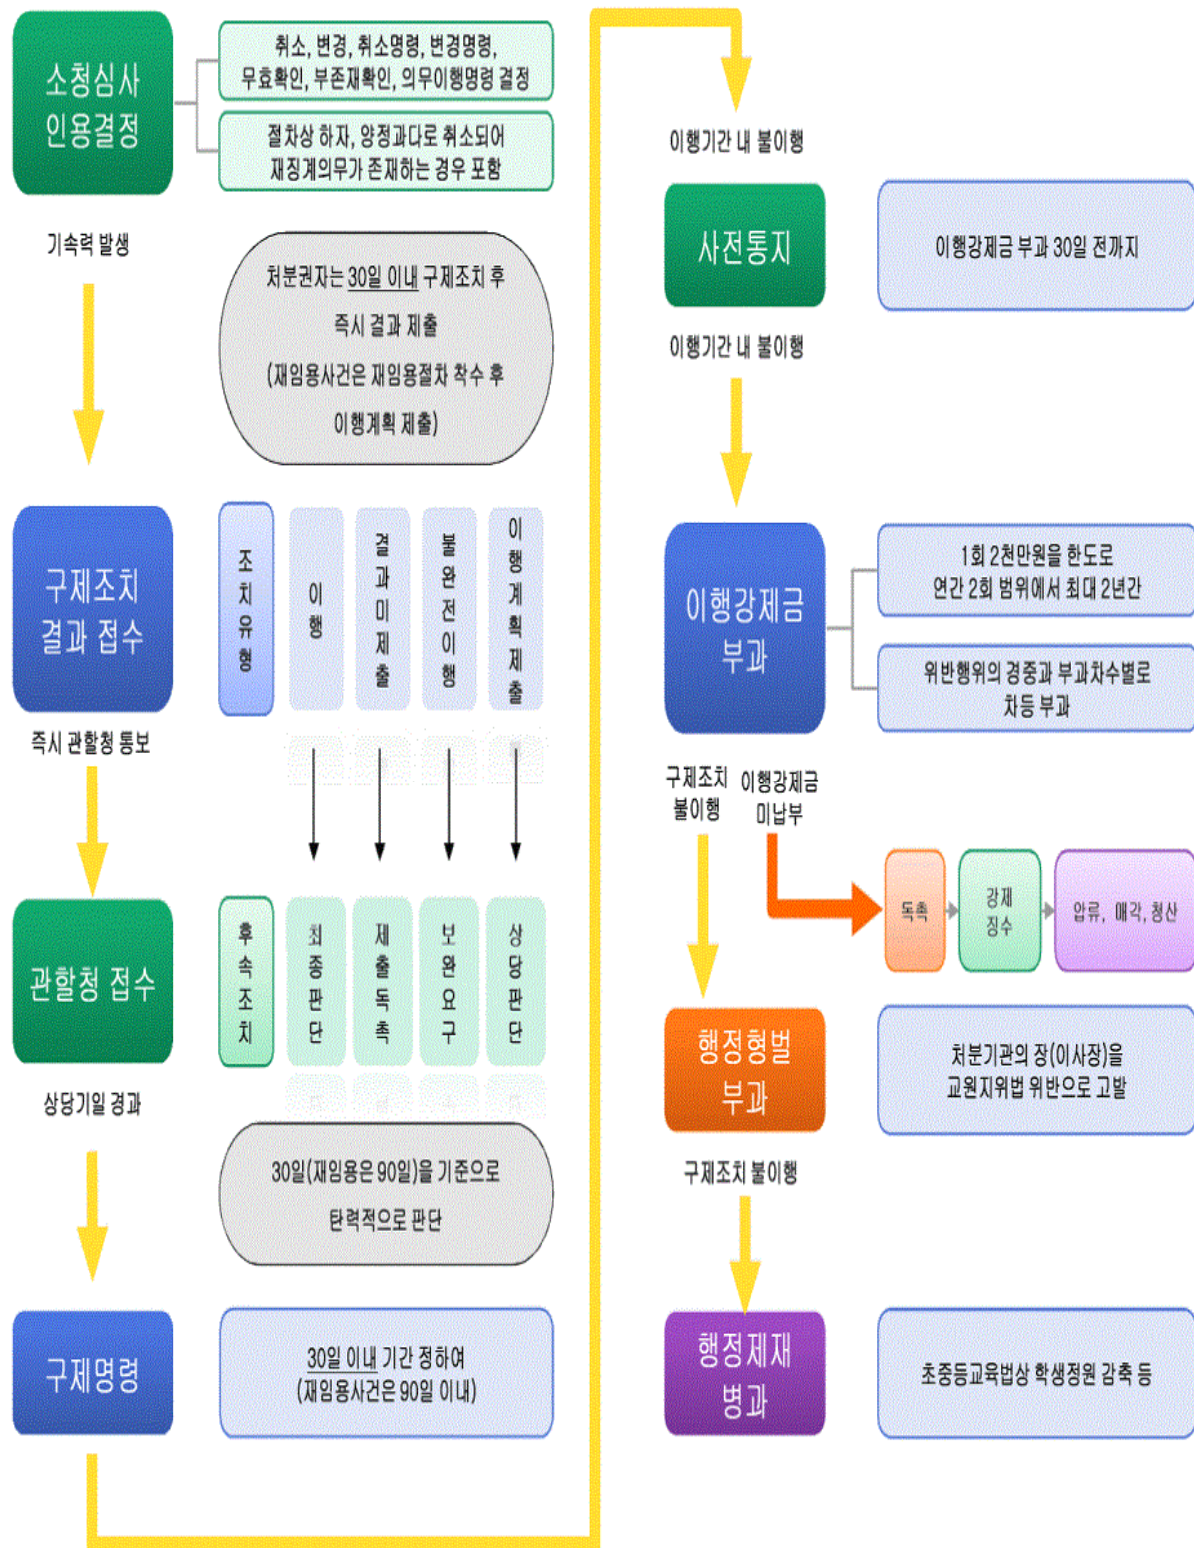 소청심사
인용결정
취소, 변경, 취소명령, 변경명령,
무효확인, 부존재확인, 의무이행명령 결정
절차상 하자, 양정과다로 취소되어
재징계의무가 존재하는 경우 포함
기속력 발생
처분권자는 30일 이내 구제조치 후
즉시 결과 제출
(재임용사건은 재임용절차 착수 후
이행계획 제출)
구제조치
결과 접수
조치유형
이행
결과미제출
불완전이행
이행계획제출
즉시 관할청 통보
관할청 접수
후속조치
최종판단
제출독촉
보완요구
상당판단
상당기일 경과
30일(재임용은 90일)을 기준으로
탄력적으로 판단
구제명령
30일 이내 기간 정하여
(재임용사건은 90일 이내)
이행기간 내 불이행
사전통지
이행강제금 부과 30일 전까지
이행기간 내 불이행
이행강제금
부과
1회 2천만원을 한도로
연간 2회 범위에서 최대 2년간
위반행위의 경중과 부과차수별로
차등 부과
구제조치
불이행
이행강제금
미납부
독촉
강제
징수
압류, 매각, 청산
행정형벌
부과
처분기관의 장(이사장)을
교원지위법 위반으로 고발
구제조치 불이행
행정제재
병과
초중등교육법상 학생정원 감축 등